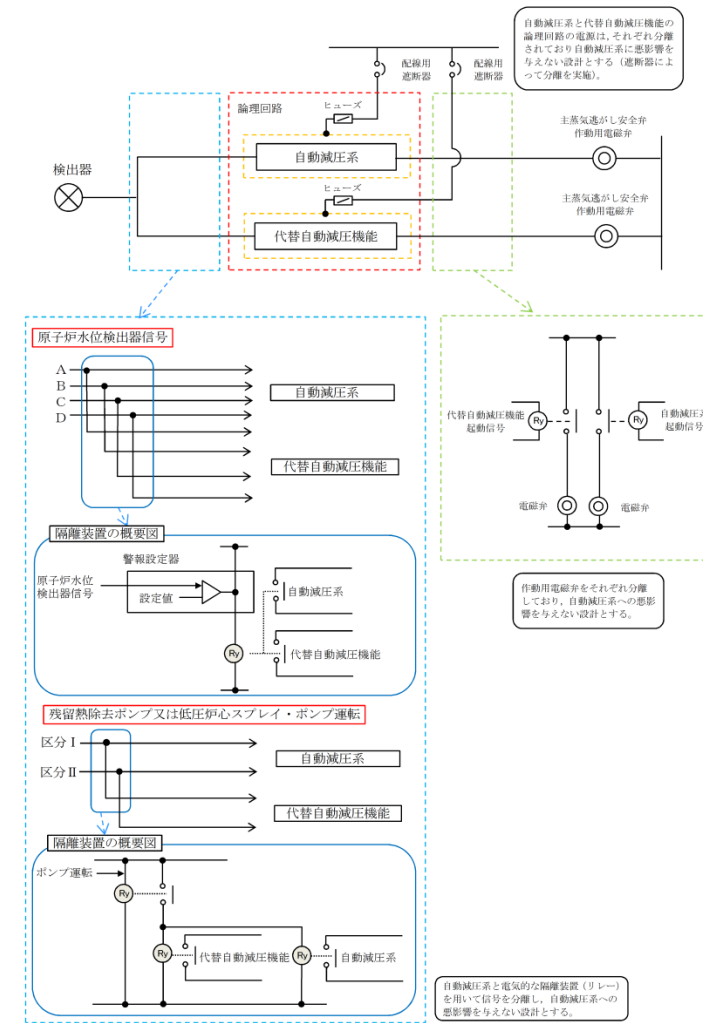 自動減圧系と代替自動減圧機能の
論理回路の電源は，それぞれ分離
されており自動減圧系に悪影響を
与えない設計とする（遮断器によ
って分離を実施）。
配線用
遮断器
配線用
遮断器
論理回路
ヒューズ
自動減圧系
主蒸気逃がし安全弁
作動用電磁弁
検出器
ヒューズ
代替自動減圧機能
主蒸気逃がし安全弁
作動用電磁弁
原子炉水位検出器信号
A
B
C
D
自動減圧系
代替自動減圧機能
隔離装置の概要図
警報設定器
原子炉水位
検出器信号
設定値
Ry
自動減圧系
代替自動減圧機能
残留熱除去ポンプ又は低圧炉心スプレイ・ポンプ運転
区分Ⅰ
区分Ⅱ
自動減圧系
代替自動減圧機能
隔離装置の概要図
ポンプ運転
Ry
Ry
代替自動減圧機能
Ry
自動減圧系
代替自動減圧機能
起動信号
Ry
Ry
自動減圧系
起動信号
電磁弁
電磁弁
作動用電磁弁をそれぞれ分離
しており，自動減圧系への悪影
響を与えない設計とする。
自動減圧系と電気的な隔離装置（リレー）
を用いて信号を分離し，自動減圧系への
悪影響を与えない設計とする。